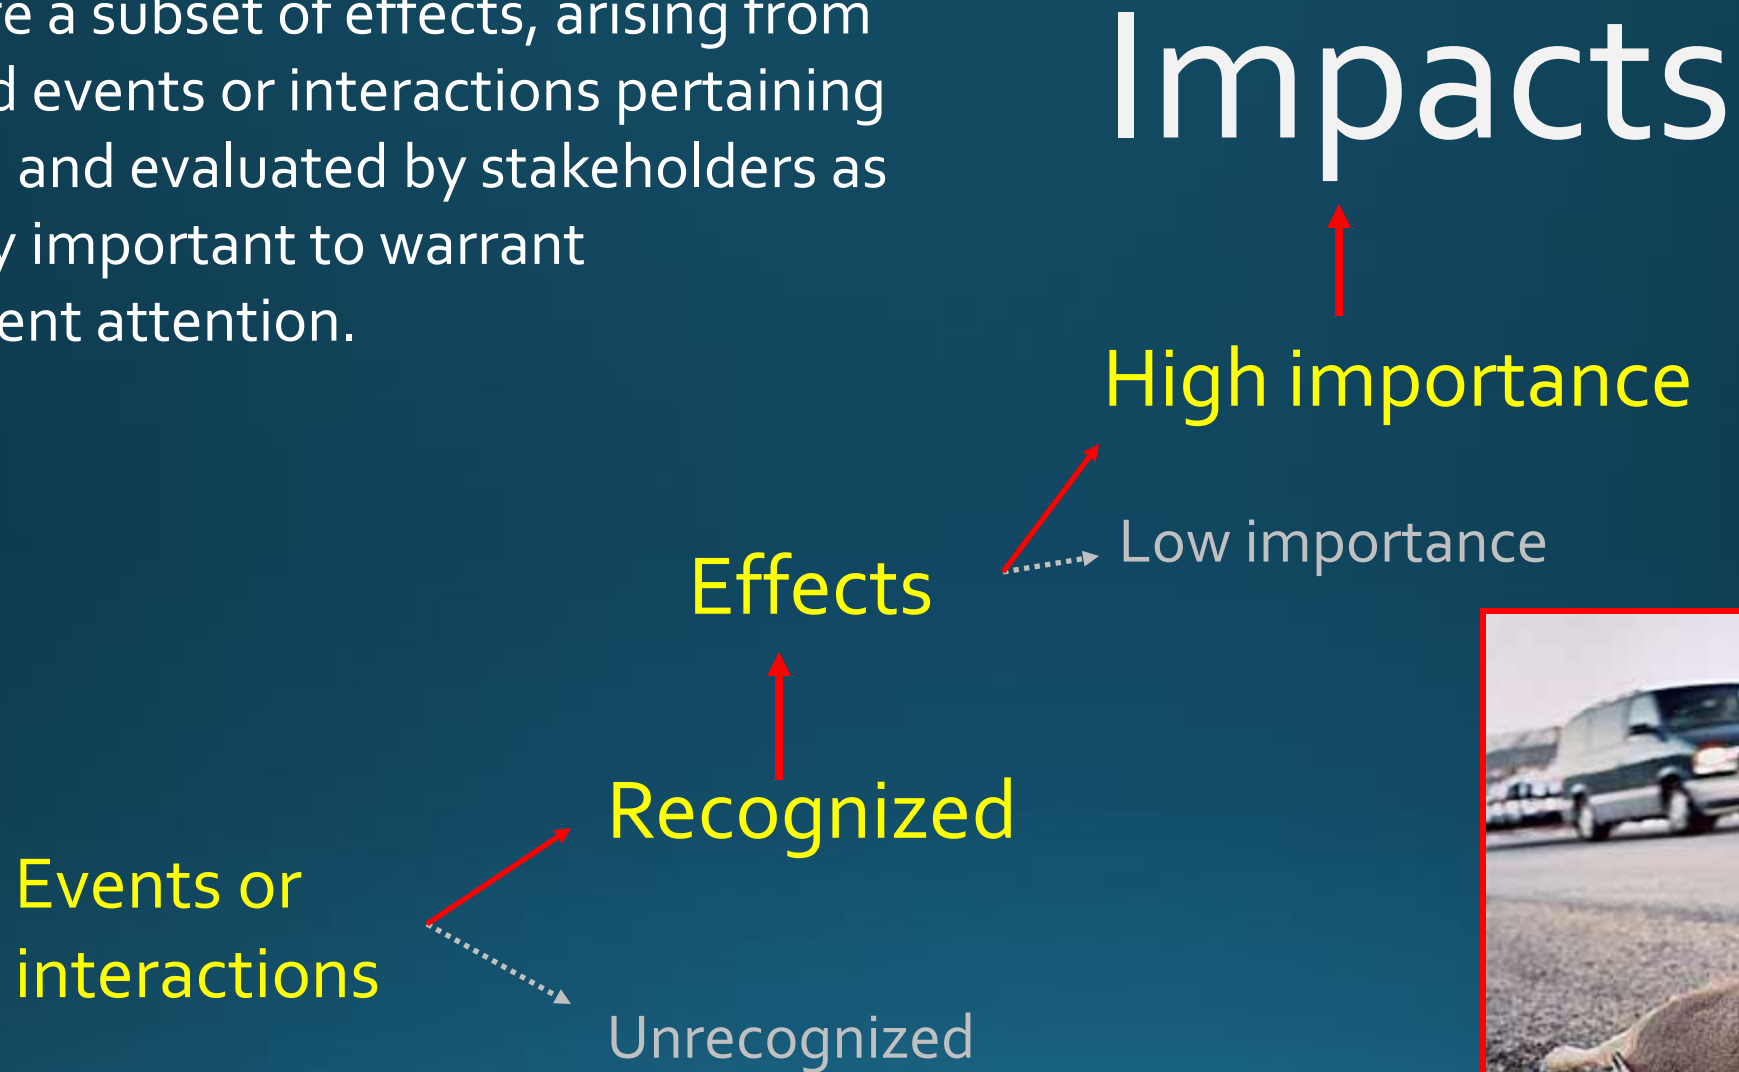 a subset of effects, arising from
events or interactions pertaining
and evaluated by stakeholders as
important to warrant
attention.
Impacts
High importance
Low importance
Effects
Recognized
Events or
interactions
Unrecognized